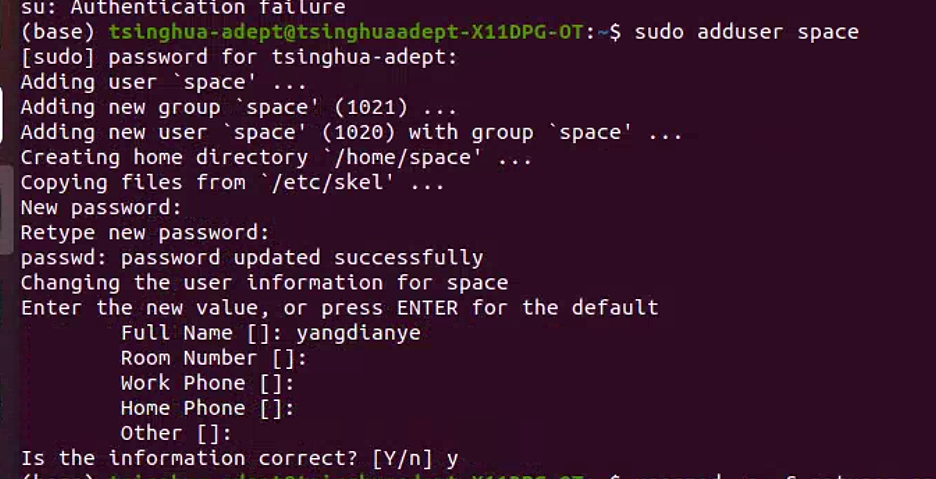 su: Authentication failure
(base) tsinghua-adept@tsinghuaadept-X11DPG-OT:~$ sudo adduser space
[sudo] password for tsinghua-adept:
Adding user `space' ...
Adding new group `space' (1021) ...
Adding new user `space' (1020) with group `space' ...
Creating home directory `/home/space' ...
Copying files from `/etc/skel' ...
New password:
Retype new password:
passwd: password updated successfully
Changing the user information for space
Enter the new value, or press ENTER for the default
Full Name []: yangdianye
Room Number []:
Work Phone []:
Home Phone []:
Other []:
Is the information correct? [Y/n] y